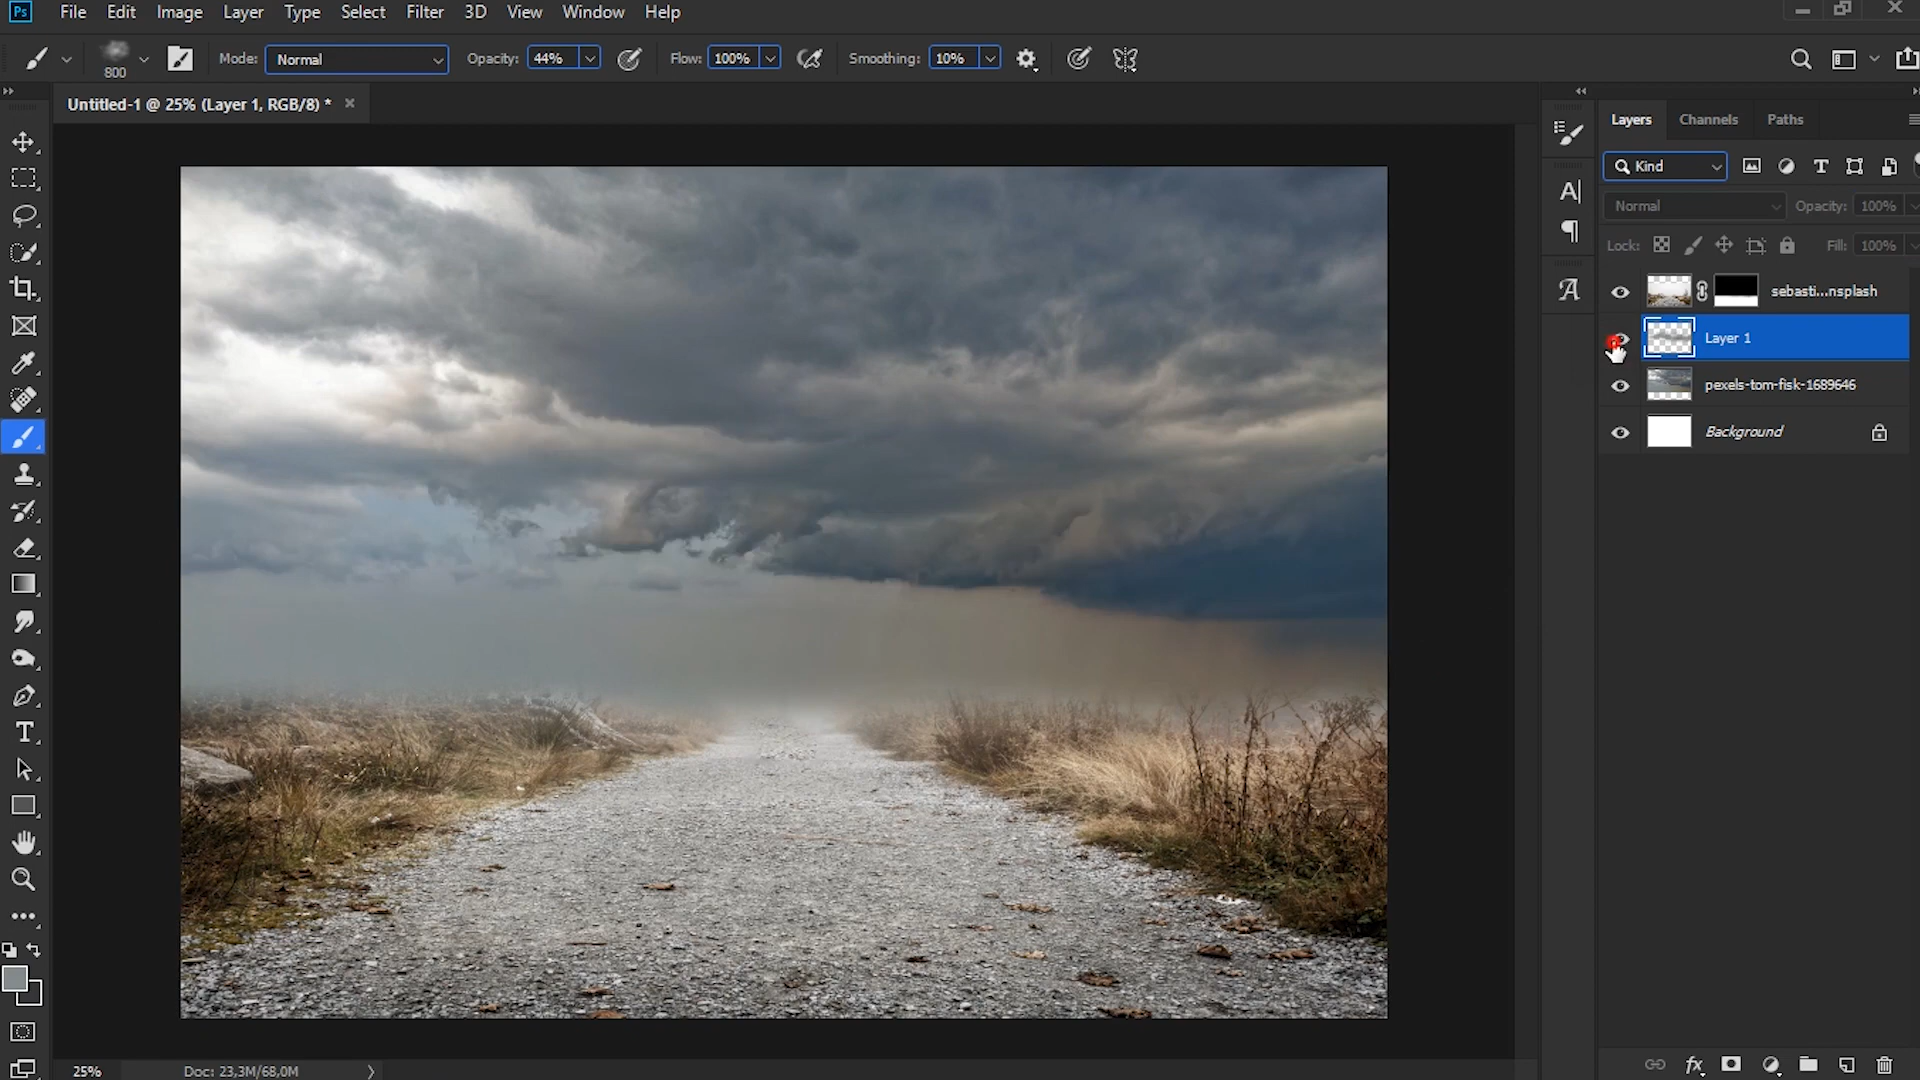 Ps File Edit Image Layer Type Select Filter 3D View Window Help
800 Mode: Normal Opacity: 44% Flow: 100% Smoothing: 10%
Untitled-1 @ 25% (Layer 1, RGB/8) *
Layers Channels Paths
Kind
Normal Opacity: 100%
Lock: Fill: 100%
sebasti...nsplash
Layer 1
pexels-tom-fisk-1689646
Background
25% Doc: 23,3M/68,0M